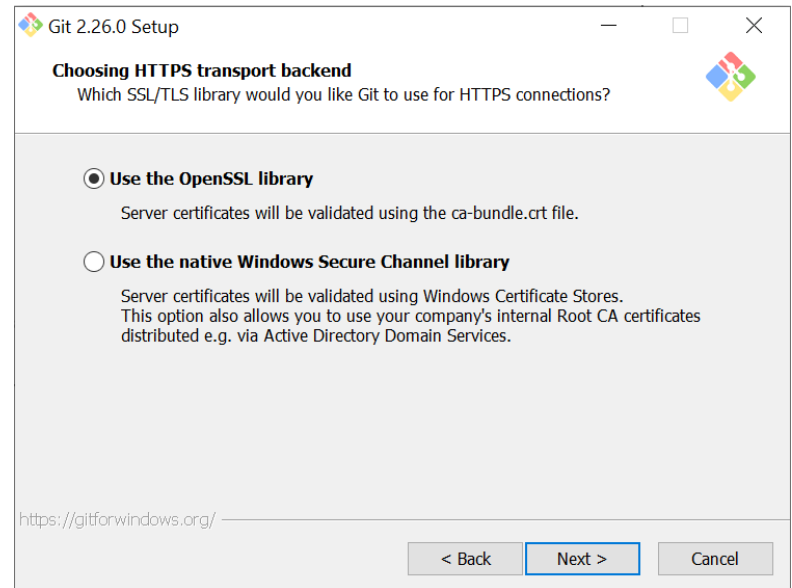 Git 2.26.0 Setup
Choosing HTTPS transport backend
Which SSL/TLS library would you like Git to use for HTTPS connections?
Use the OpenSSL library
Server certificates will be validated using the ca-bundle.crt file.
Use the native Windows Secure Channel library
Server certificates will be validated using Windows Certificate Stores.
This option also allows you to use your company's internal Root CA certificates
distributed e.g. via Active Directory Domain Services.
https://gitforwindows.org/
< Back Next > Cancel